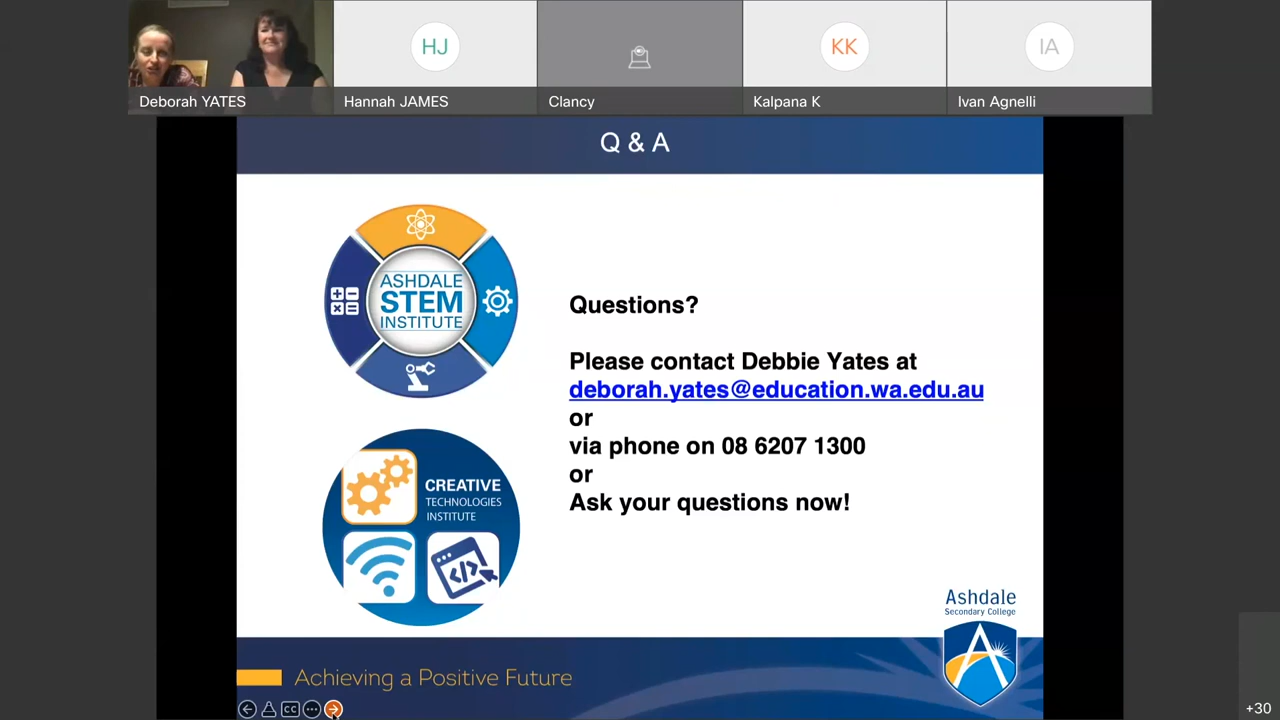 HJ
KK
IA
Deborah YATES
Hannah JAMES
Clancy
Kalpana K
Ivan Agnelli
Q & A
ASHDALE
STEM
INSTITUTE
Questions?
Please contact Debbie Yates at
deborah.yates@education.wa.edu.au
or
via phone on 08 6207 1300
or
Ask your questions now!
CREATIVE
TECHNOLOGIES
INSTITUTE
Ashdale
Secondary College
Achieving a Positive Future
CC
+30